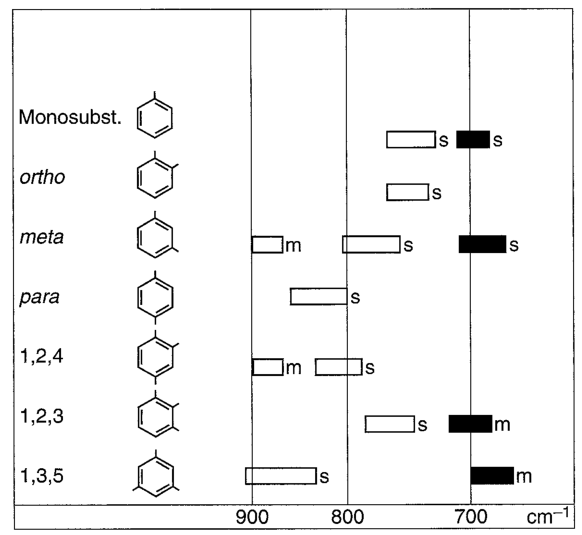 Monosubst. s s
ortho s
meta m s s
para s
1,2,4 m s
1,2,3 s m
1,3,5 s m
900 800 700 cm⁻¹